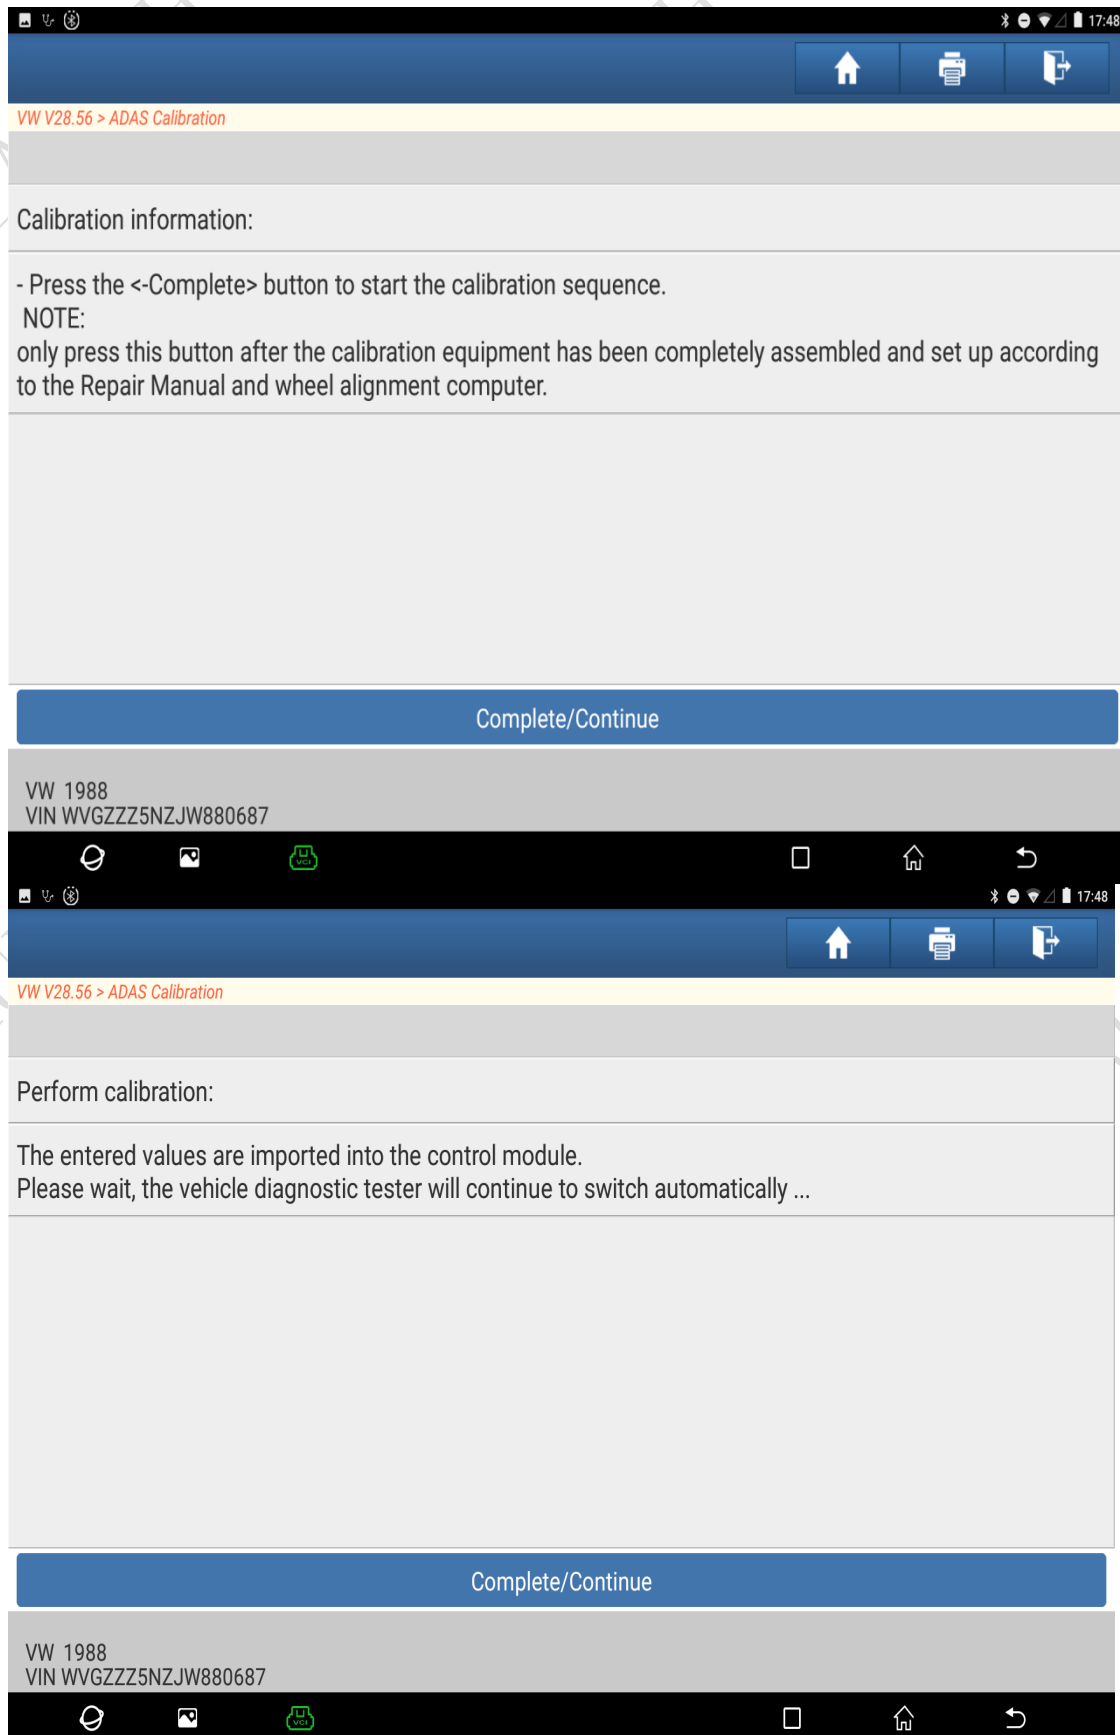 17:48
VW V28.56 > ADAS Calibration
Calibration information:
- Press the <-Complete> button to start the calibration sequence.
NOTE:
only press this button after the calibration equipment has been completely assembled and set up according
to the Repair Manual and wheel alignment computer.
Complete/Continue
VW 1988
VIN WVGZZZ5NZJW880687
VCI
17:48
VW V28.56 > ADAS Calibration
Perform calibration:
The entered values are imported into the control module.
Please wait, the vehicle diagnostic tester will continue to switch automatically ...
Complete/Continue
VW 1988
VIN WVGZZZ5NZJW880687
VCI